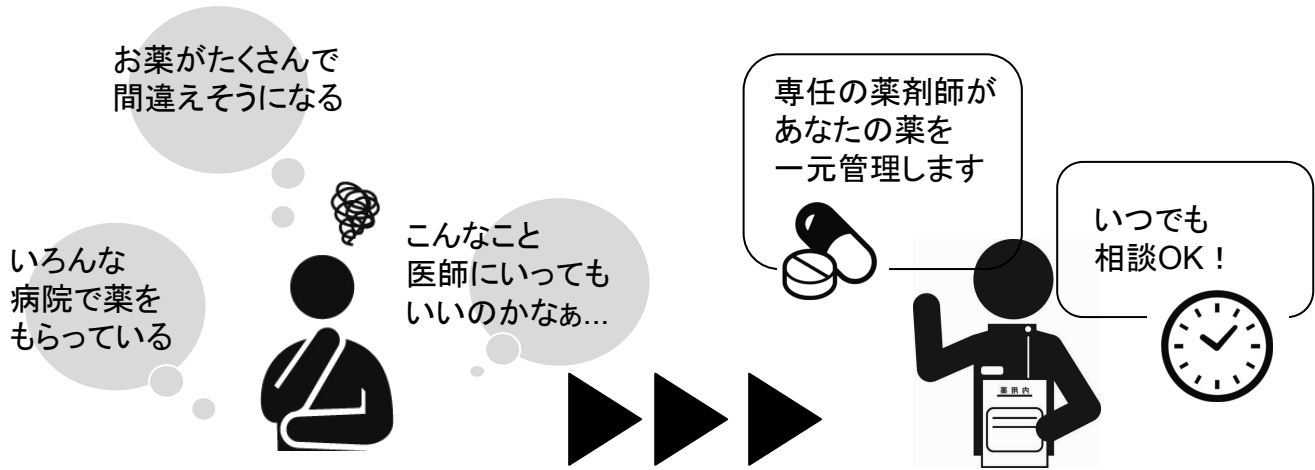 お薬がたくさんで
間違えそうになる
いろんな
病院で薬を
もらっている
こんなこと
医師にいっても
いいのかなぁ...
専任の薬剤師が
あなたの薬を
一元管理します
いつでも
相談OK！